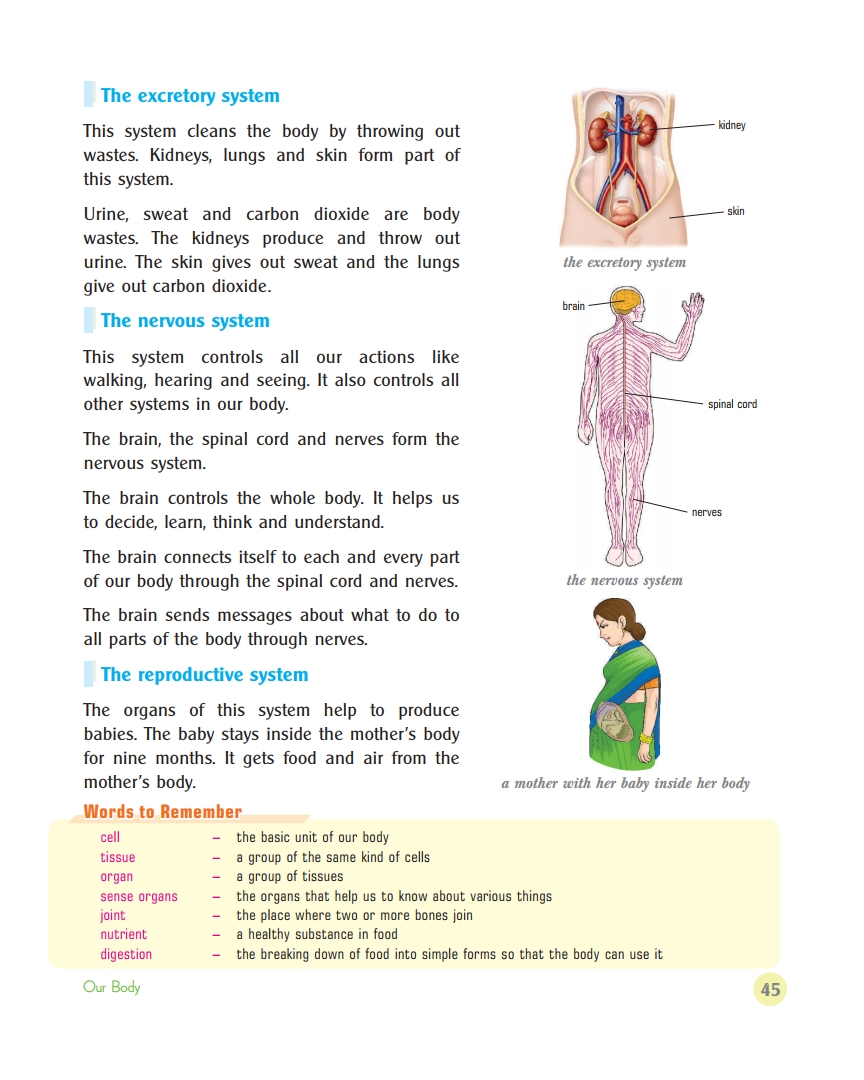 The excretory system
This system cleans the body by throwing out
wastes. Kidneys, lungs and skin form part of
this system.
Urine, sweat and carbon dioxide are body
wastes. The kidneys produce and throw out
urine. The skin gives out sweat and the lungs
give out carbon dioxide.
kidney
skin
the excretory system
The nervous system
This system controls all our actions like
walking, hearing and seeing. It also controls all
other systems in our body.
The brain, the spinal cord and nerves form the
nervous system.
The brain controls the whole body. It helps us
to decide, learn, think and understand.
The brain connects itself to each and every part
of our body through the spinal cord and nerves.
The brain sends messages about what to do to
all parts of the body through nerves.
brain
spinal cord
nerves
the nervous system
The reproductive system
The organs of this system help to produce
babies. The baby stays inside the mother’s body
for nine months. It gets food and air from the
mother’s body.
a mother with her baby inside her body
Words to Remember
cell – the basic unit of our body
tissue – a group of the same kind of cells
organ – a group of tissues
sense organs – the organs that help us to know about various things
joint – the place where two or more bones join
nutrient – a healthy substance in food
digestion – the breaking down of food into simple forms so that the body can use it
Our Body
45